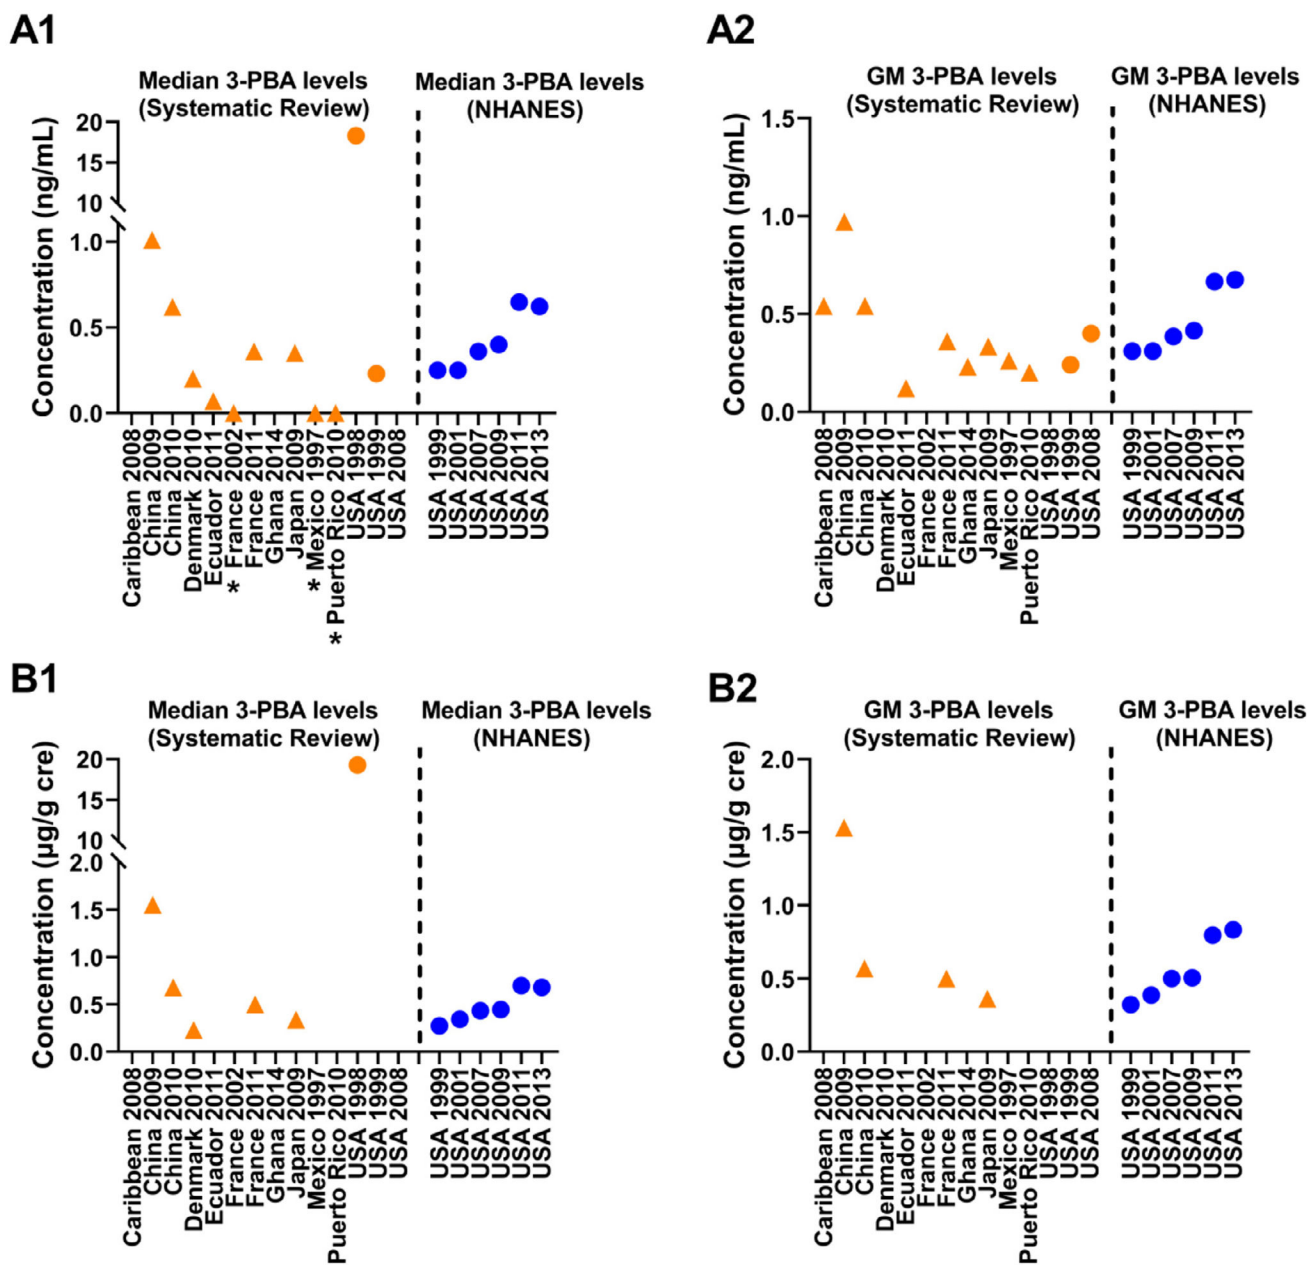 A1
Median 3-PBA levels
(Systematic Review)
Median 3-PBA levels
(NHANES)
Concentration (ng/mL)
20
15
10
1.0
0.5
0.0
Caribbean 2008
China 2009
China 2010
Denmark 2010
Ecuador 2011
* France 2002
France 2011
Ghana 2014
Japan 2009
* Mexico 1997
* Puerto Rico 2010
USA 1998
USA 1999
USA 2008
USA 1999
USA 2001
USA 2007
USA 2009
USA 2011
USA 2013
A2
GM 3-PBA levels
(Systematic Review)
GM 3-PBA levels
(NHANES)
Concentration (ng/mL)
1.5
1.0
0.5
0.0
Caribbean 2008
China 2009
China 2010
Denmark 2010
Ecuador 2011
France 2002
France 2011
Ghana 2014
Japan 2009
Mexico 1997
Puerto Rico 2010
USA 1998
USA 1999
USA 2008
USA 1999
USA 2001
USA 2007
USA 2009
USA 2011
USA 2013
B1
Median 3-PBA levels
(Systematic Review)
Median 3-PBA levels
(NHANES)
Concentration (µg/g cre)
20
15
10
2.0
1.5
1.0
0.5
0.0
Caribbean 2008
China 2009
China 2010
Denmark 2010
Ecuador 2011
France 2002
France 2011
Ghana 2014
Japan 2009
Mexico 1997
Puerto Rico 2010
USA 1998
USA 1999
USA 2008
USA 1999
USA 2001
USA 2007
USA 2009
USA 2011
USA 2013
B2
GM 3-PBA levels
(Systematic Review)
GM 3-PBA levels
(NHANES)
Concentration (µg/g cre)
2.0
1.5
1.0
0.5
0.0
Caribbean 2008
China 2009
China 2010
Denmark 2010
Ecuador 2011
France 2002
France 2011
Ghana 2014
Japan 2009
Mexico 1997
Puerto Rico 2010
USA 1998
USA 1999
USA 2008
USA 1999
USA 2001
USA 2007
USA 2009
USA 2011
USA 2013